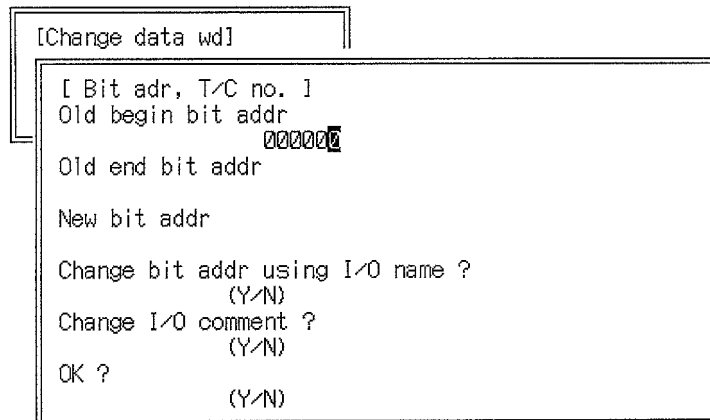 [Change data wd]
[ Bit adr, T/C no. ]
Old begin bit addr
000000
Old end bit addr
New bit addr
Change bit addr using I/O name ?
(Y/N)
Change I/O comment ?
(Y/N)
OK ?
(Y/N)